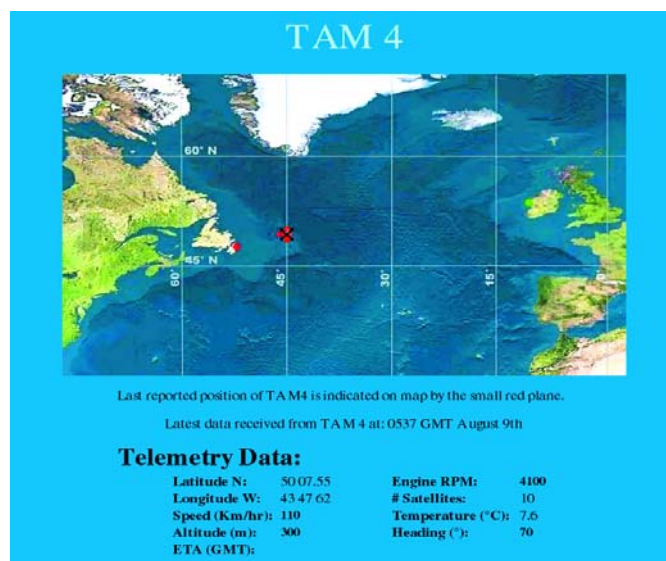 TAM 4
60° N
45° N
60°
45°
30°
15°
0°
Last reported position of TAM4 is indicated on map by the small red plane.
Latest data received from TAM 4 at: 0537 GMT August 9th
Telemetry Data:
Latitude N: 50 07.55 Engine RPM: 4100
Longitude W: 43 47 62 # Satellites: 10
Speed (Km/hr): 110 Temperature (°C): 7.6
Altitude (m): 300 Heading (°): 70
ETA (GMT):